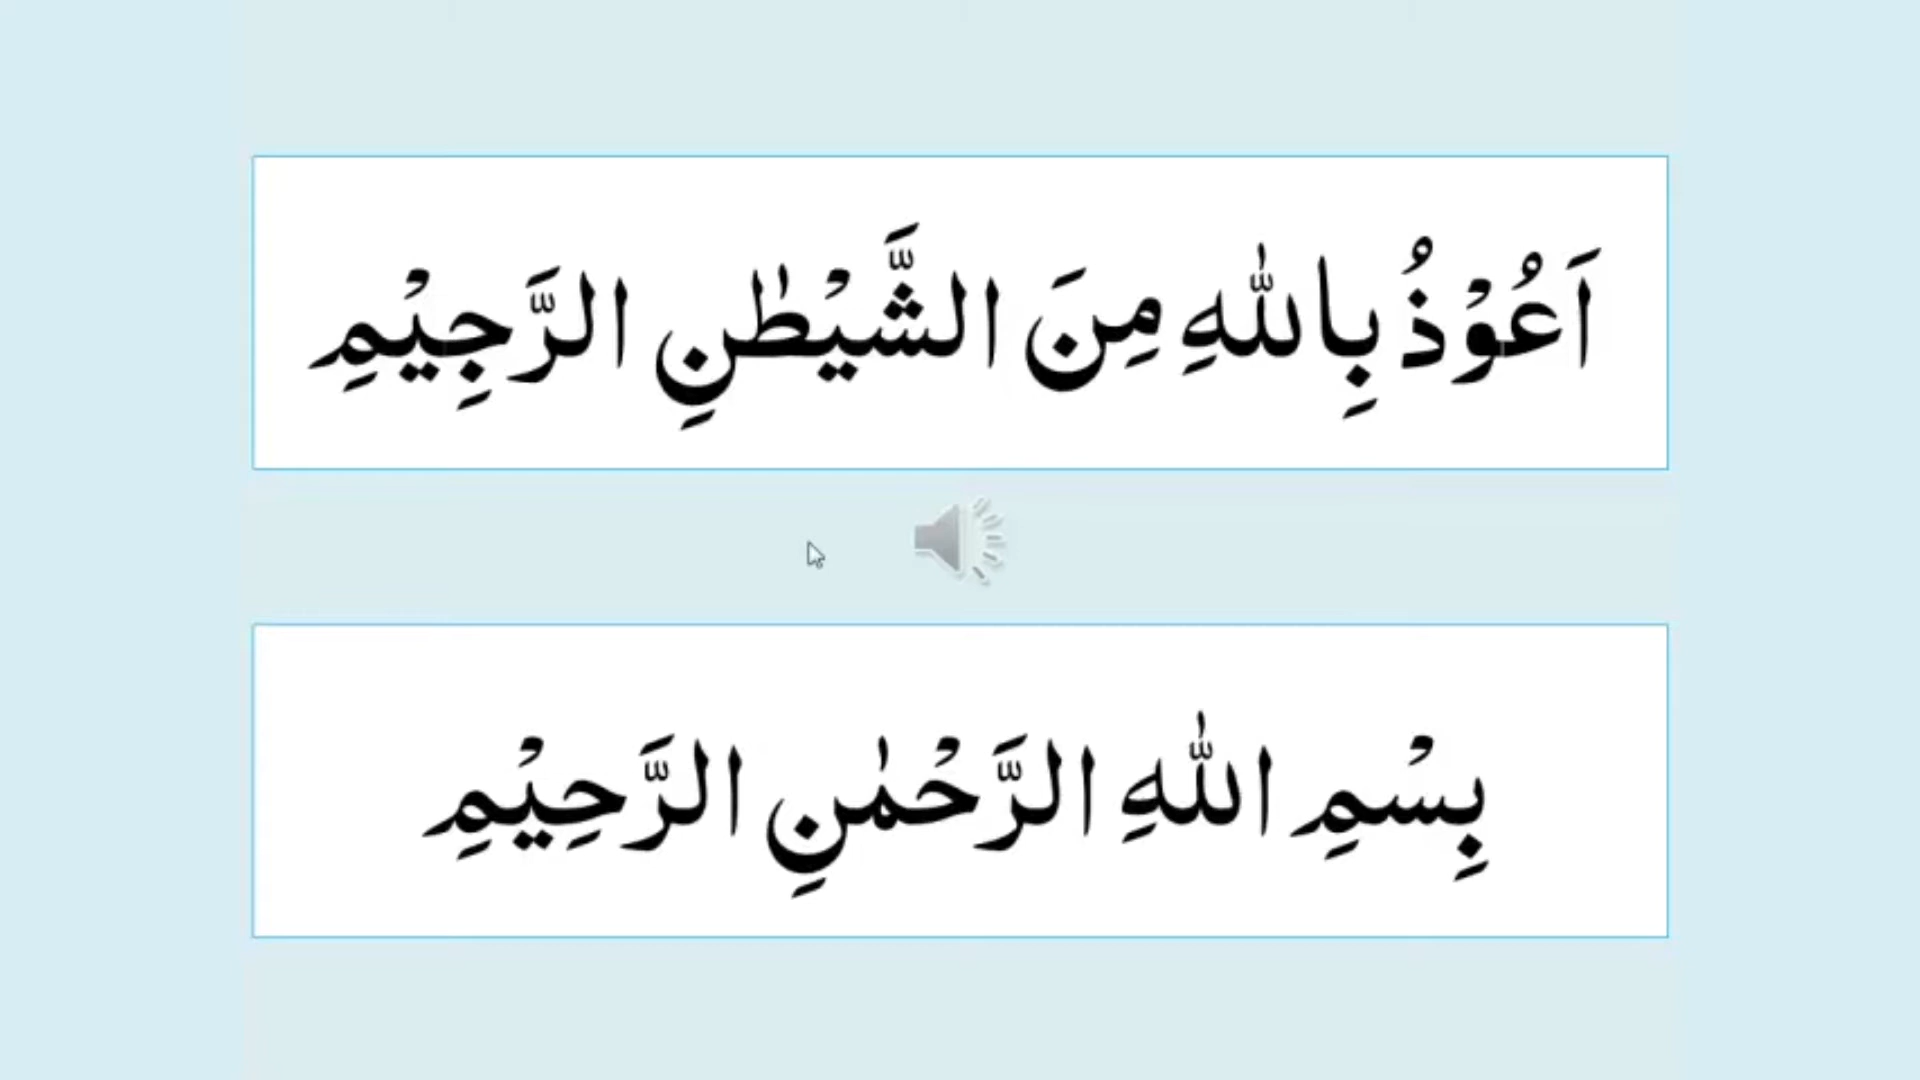 اَعُوْذُ بِاللّٰهِ مِنَ الشَّيْطٰنِ الرَّجِيْمِ
بِسْمِ اللّٰهِ الرَّحْمٰنِ الرَّحِيْمِ